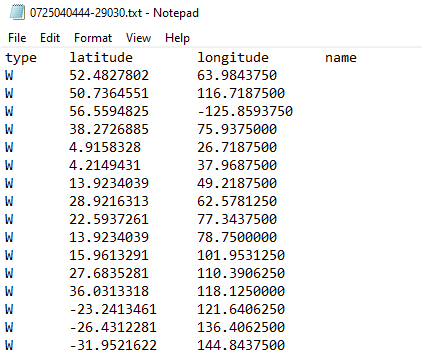 0725040444-29030.txt - Notepad
File Edit Format View Help
type latitude longitude name
W 52.4827802 63.9843750
W 50.7364551 116.7187500
W 56.5594825 -125.8593750
W 38.2726885 75.9375000
W 4.9158328 26.7187500
W 4.2149431 37.9687500
W 13.9234039 49.2187500
W 28.9216313 62.5781250
W 22.5937261 77.3437500
W 13.9234039 78.7500000
W 15.9613291 101.9531250
W 27.6835281 110.3906250
W 36.0313318 118.1250000
W -23.2413461 121.6406250
W -26.4312281 136.4062500
W -31.9521622 144.8437500